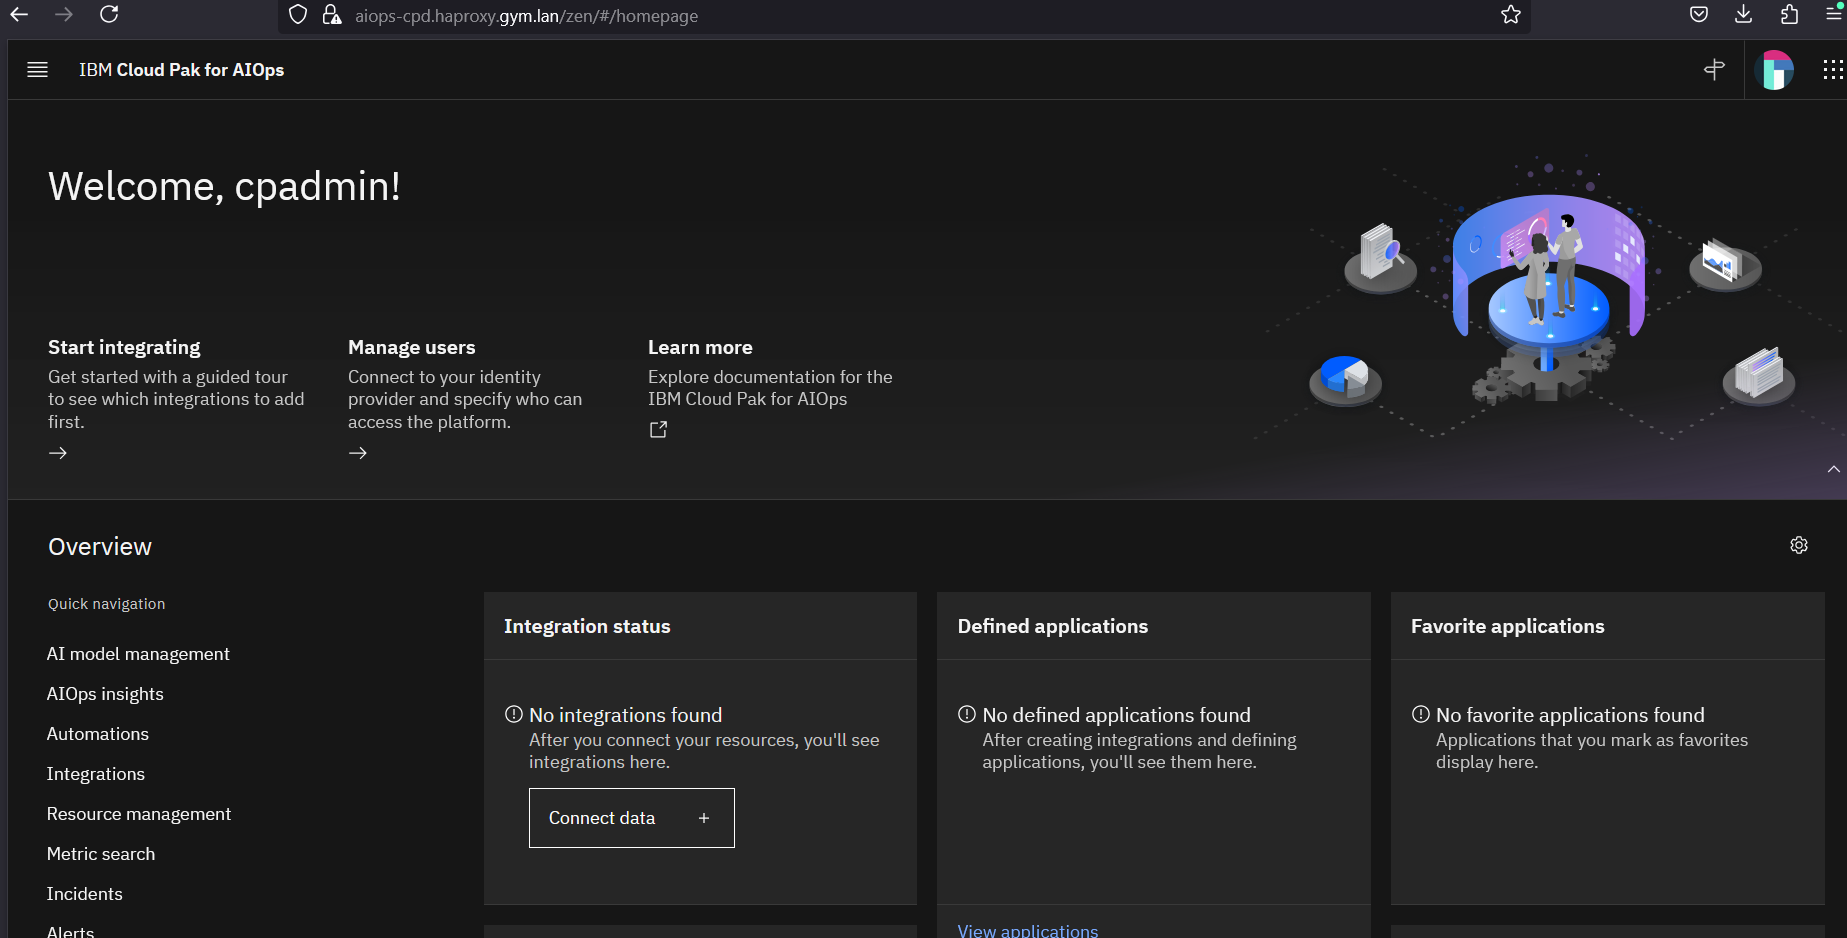 aiops-cpd.haproxy.gym.lan/zen/#/homepage
IBM Cloud Pak for AIOps
Welcome, cpadmin!
Start integrating
Get started with a guided tour
to see which integrations to add
first.
Manage users
Connect to your identity
provider and specify who can
access the platform.
Learn more
Explore documentation for the
IBM Cloud Pak for AIOps
Overview
Quick navigation
AI model management
AIOps insights
Automations
Integrations
Resource management
Metric search
Incidents
Alerts
Integration status
No integrations found
After you connect your resources, you'll see
integrations here.
Connect data +
Defined applications
No defined applications found
After creating integrations and defining
applications, you'll see them here.
View applications
Favorite applications
No favorite applications found
Applications that you mark as favorites
display here.